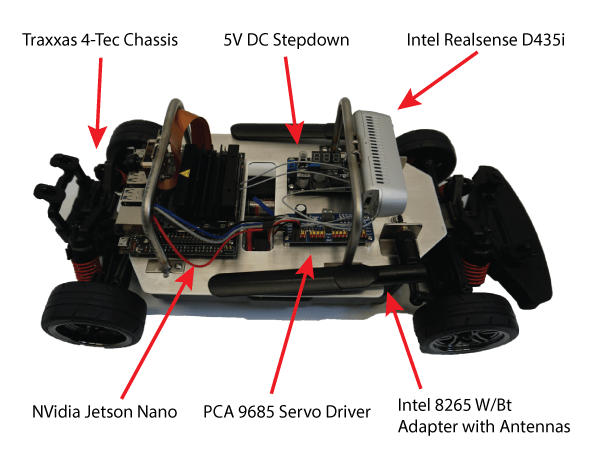 Traxxas 4-Tec Chassis
5V DC Stepdown
Intel Realsense D435i
NVidia Jetson Nano
PCA 9685 Servo Driver
Intel 8265 W/Bt
Adapter with Antennas